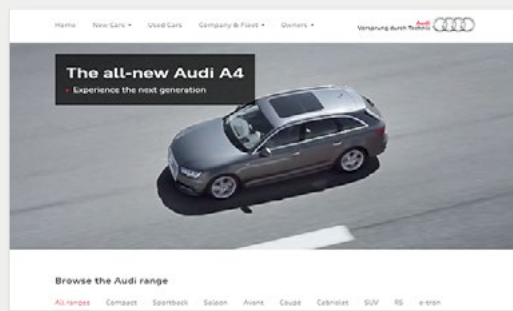 Home New Cars Used Cars Company & Fleet Owners
Audi
Vorsprung durch Technik
The all-new Audi A4
Experience the next generation
Browse the Audi range
All ranges Compact Sportback Saloon Avant Coupe Cabriolet SUV RS e-tron